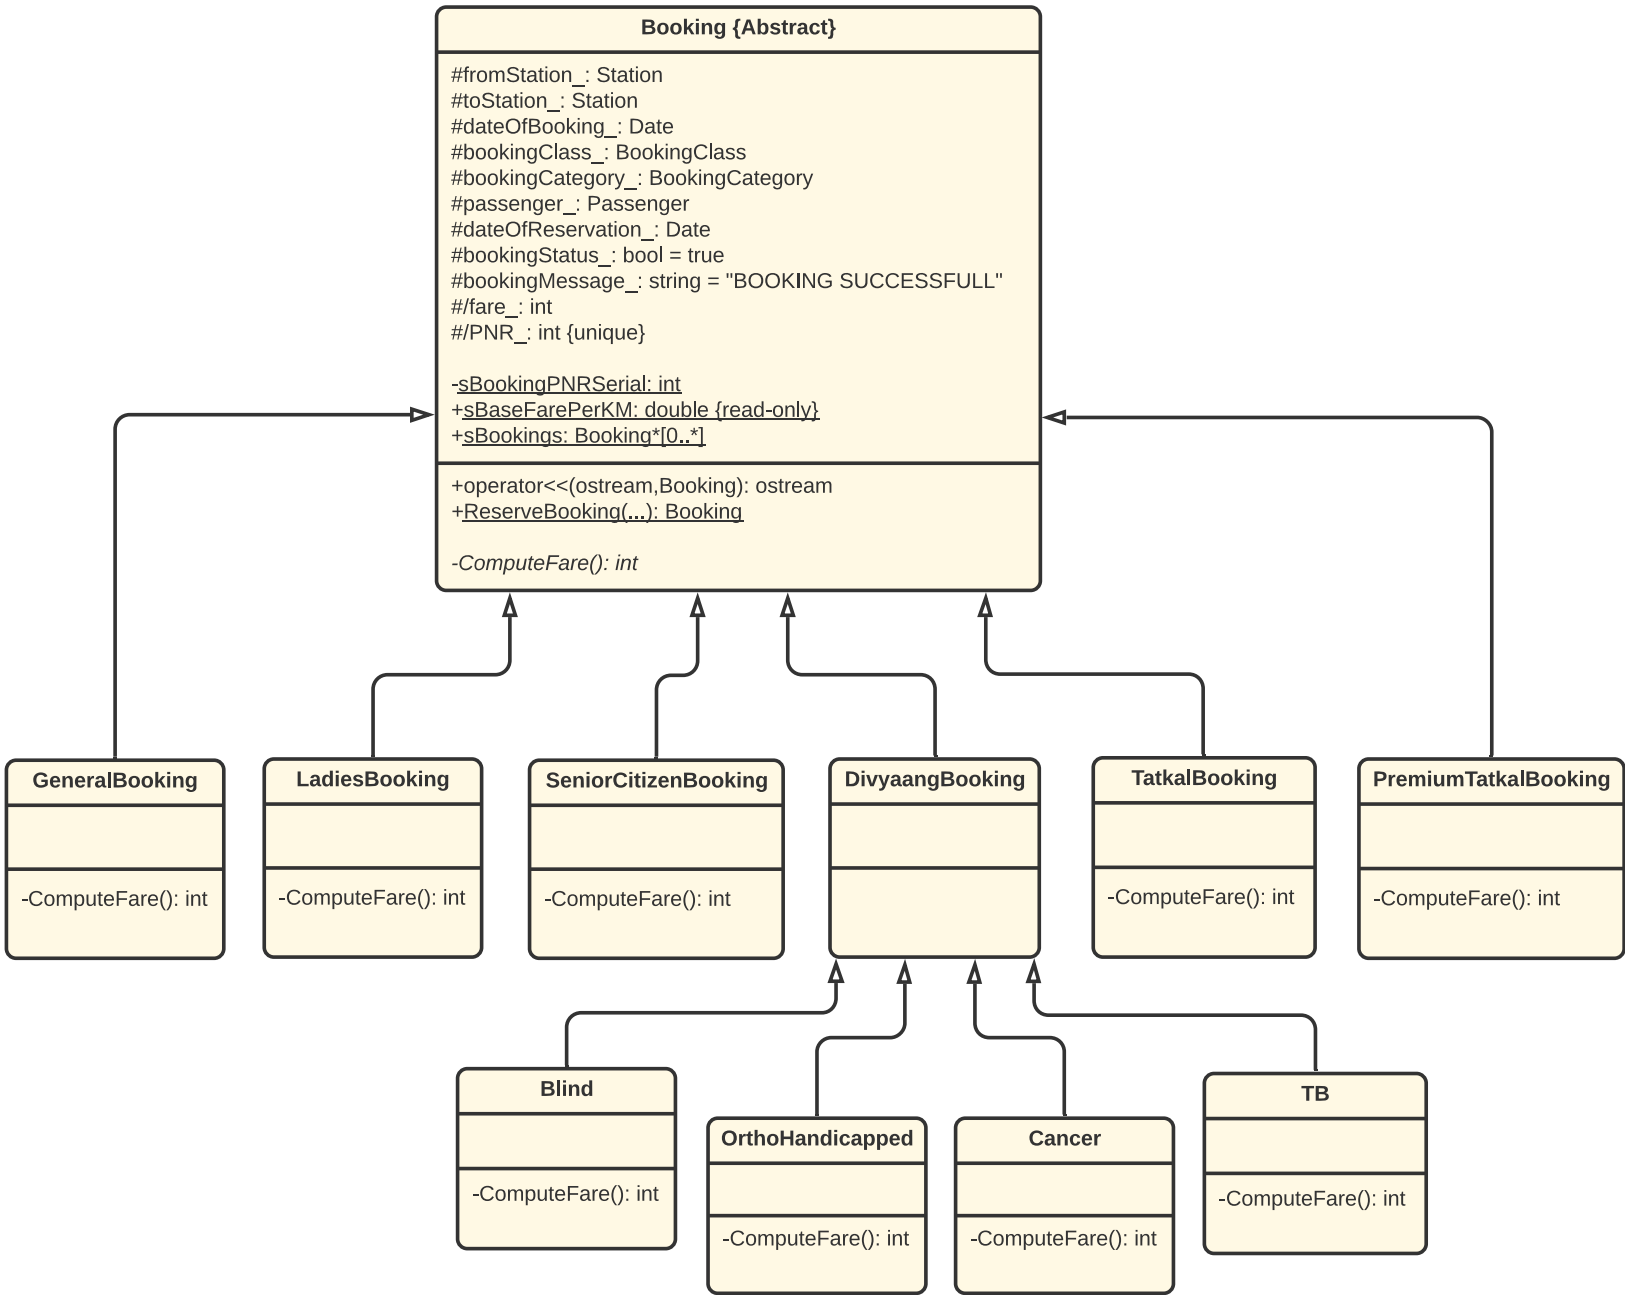 Booking {Abstract}
#fromStation_: Station
#toStation_: Station
#dateOfBooking_: Date
#bookingClass_: BookingClass
#bookingCategory_: BookingCategory
#passenger_: Passenger
#dateOfReservation_: Date
#bookingStatus_: bool = true
#bookingMessage_: string = "BOOKING SUCCESSFULL"
#/fare_: int
#/PNR_: int {unique}
-sBookingPNRSerial: int
+sBaseFarePerKM: double {read-only}
+sBookings: Booking*[0..*]
+operator<<(ostream,Booking): ostream
+ReserveBooking(...): Booking
-ComputeFare(): int
GeneralBooking
-ComputeFare(): int
LadiesBooking
-ComputeFare(): int
SeniorCitizenBooking
-ComputeFare(): int
DivyaangBooking
TatkalBooking
-ComputeFare(): int
PremiumTatkalBooking
-ComputeFare(): int
Blind
-ComputeFare(): int
OrthoHandicapped
-ComputeFare(): int
Cancer
-ComputeFare(): int
TB
-ComputeFare(): int